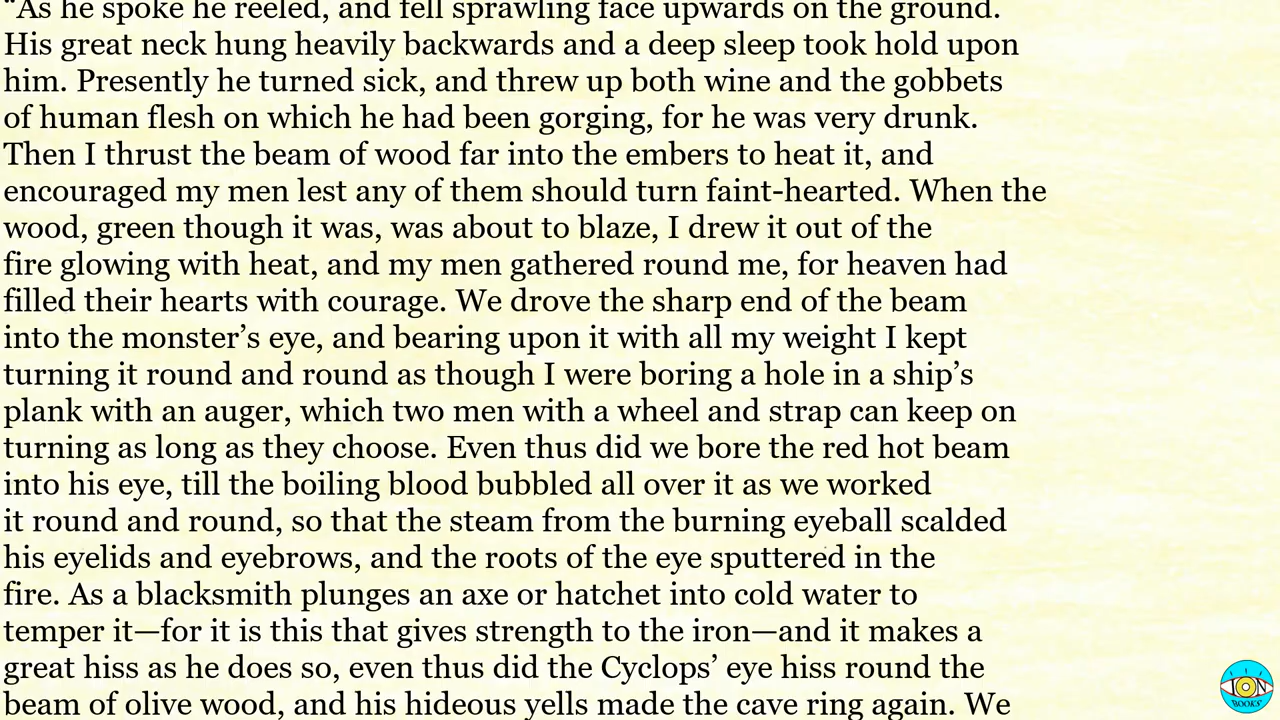 “As he spoke he reeled, and fell sprawling face upwards on the ground.
His great neck hung heavily backwards and a deep sleep took hold upon
him. Presently he turned sick, and threw up both wine and the gobbets
of human flesh on which he had been gorging, for he was very drunk.
Then I thrust the beam of wood far into the embers to heat it, and
encouraged my men lest any of them should turn faint-hearted. When the
wood, green though it was, was about to blaze, I drew it out of the
fire glowing with heat, and my men gathered round me, for heaven had
filled their hearts with courage. We drove the sharp end of the beam
into the monster’s eye, and bearing upon it with all my weight I kept
turning it round and round as though I were boring a hole in a ship’s
plank with an auger, which two men with a wheel and strap can keep on
turning as long as they choose. Even thus did we bore the red hot beam
into his eye, till the boiling blood bubbled all over it as we worked
it round and round, so that the steam from the burning eyeball scalded
his eyelids and eyebrows, and the roots of the eye sputtered in the
fire. As a blacksmith plunges an axe or hatchet into cold water to
temper it—for it is this that gives strength to the iron—and it makes a
great hiss as he does so, even thus did the Cyclops’ eye hiss round the
beam of olive wood, and his hideous yells made the cave ring again. We
ION
BOOKS